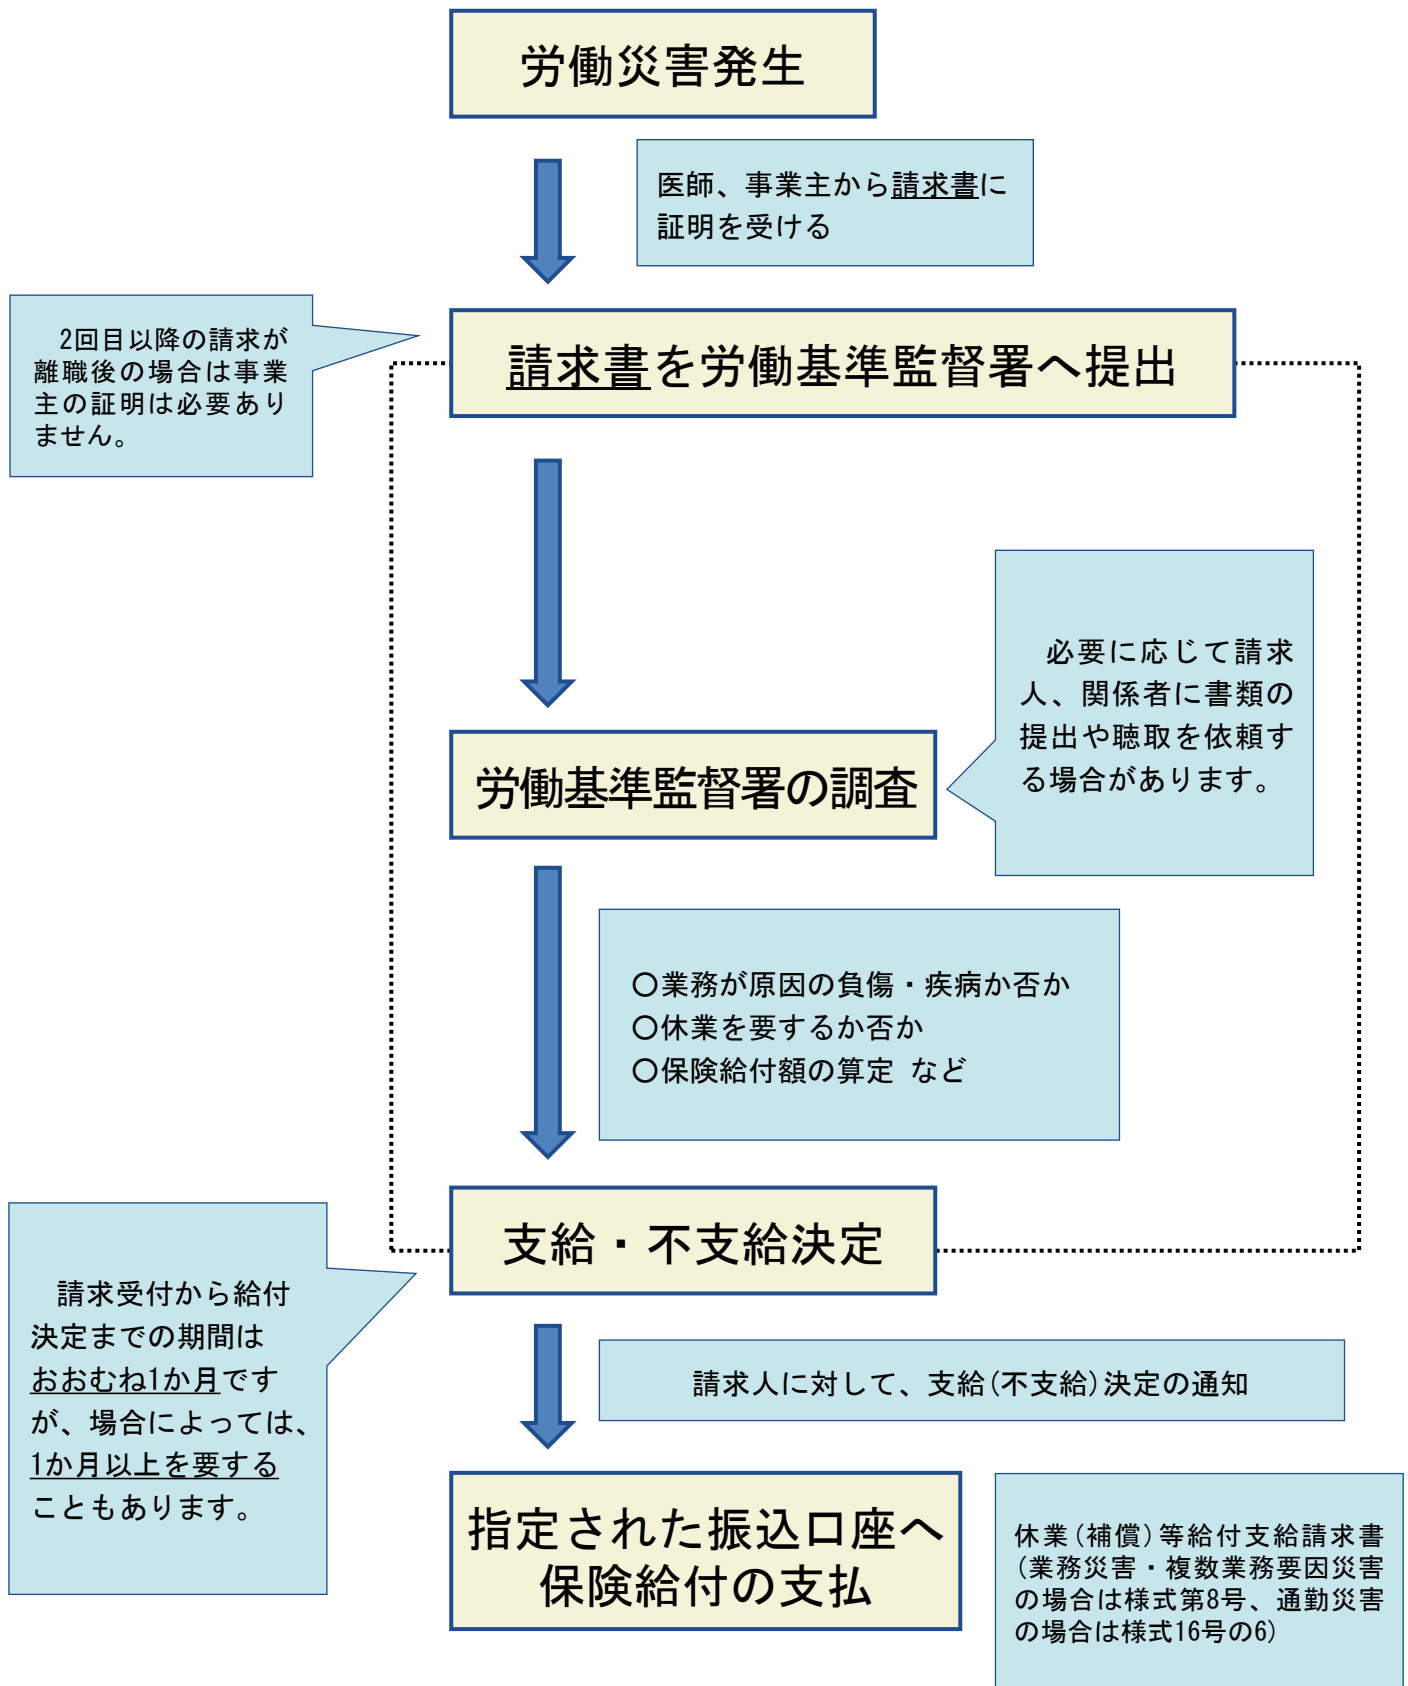 労働災害発生
医師、事業主から請求書に
証明を受ける
2回目以降の請求が
離職後の場合は事業
主の証明は必要あり
ません。
請求書を労働基準監督署へ提出
必要に応じて請求
人、関係者に書類の
提出や聴取を依頼す
る場合があります。
労働基準監督署の調査
〇業務が原因の負傷・疾病か否か
〇休業を要するか否か
〇保険給付額の算定 など
支給・不支給決定
請求受付から給付
決定までの期間は
おおむね1か月です
が、場合によっては、
1か月以上を要する
こともあります。
請求人に対して、支給(不支給)決定の通知
指定された振込口座へ
保険給付の支払
休業(補償)等給付支給請求書
(業務災害・複数業務要因災害
の場合は様式第8号、通勤災害
の場合は様式16号の6)